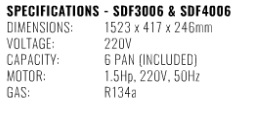 SPECIFICATIONS - SDF3006 & SDF4006
DIMENSIONS: 1523 x 417 x 246mm
VOLTAGE: 220V
CAPACITY: 6 PAN (INCLUDED)
MOTOR: 1.5Hp, 220V, 50Hz
GAS: R134a